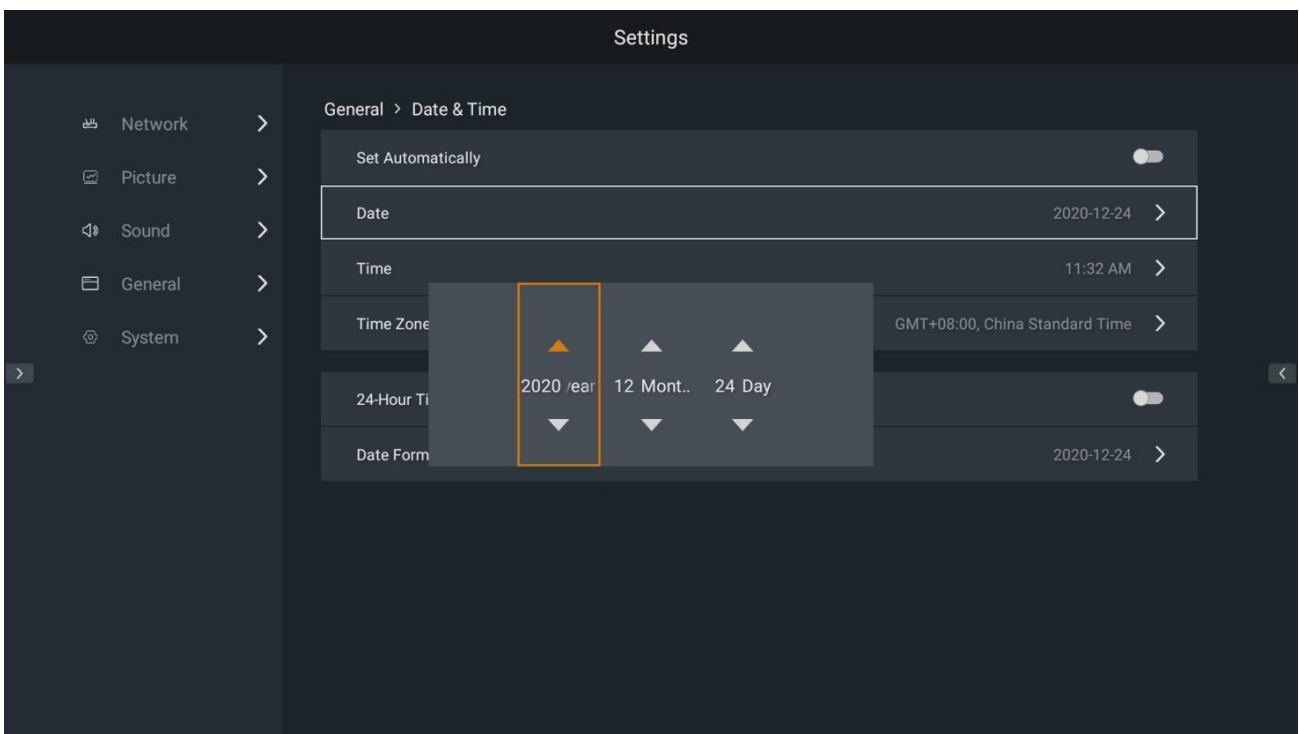 Settings
Network
Picture
Sound
General
System
General > Date & Time
Set Automatically
Date 2020-12-24
Time 11:32 AM
Time Zone GMT+08:00, China Standard Time
24-Hour Ti
Date Form 2020-12-24
2020 year 12 Mont.. 24 Day